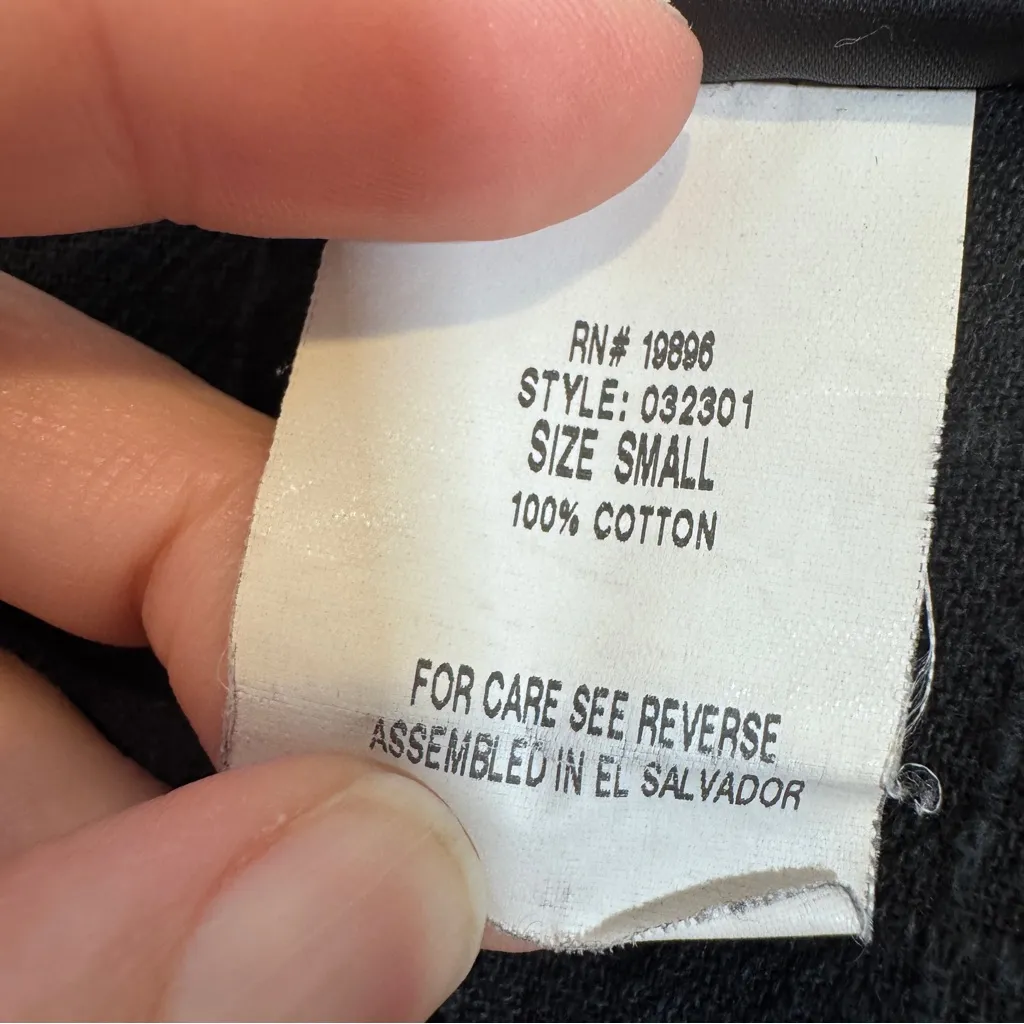 RN# 19896
STYLE: 032301
SIZE SMALL
100% COTTON
FOR CARE SEE REVERSE
ASSEMBLED IN EL SALVADOR